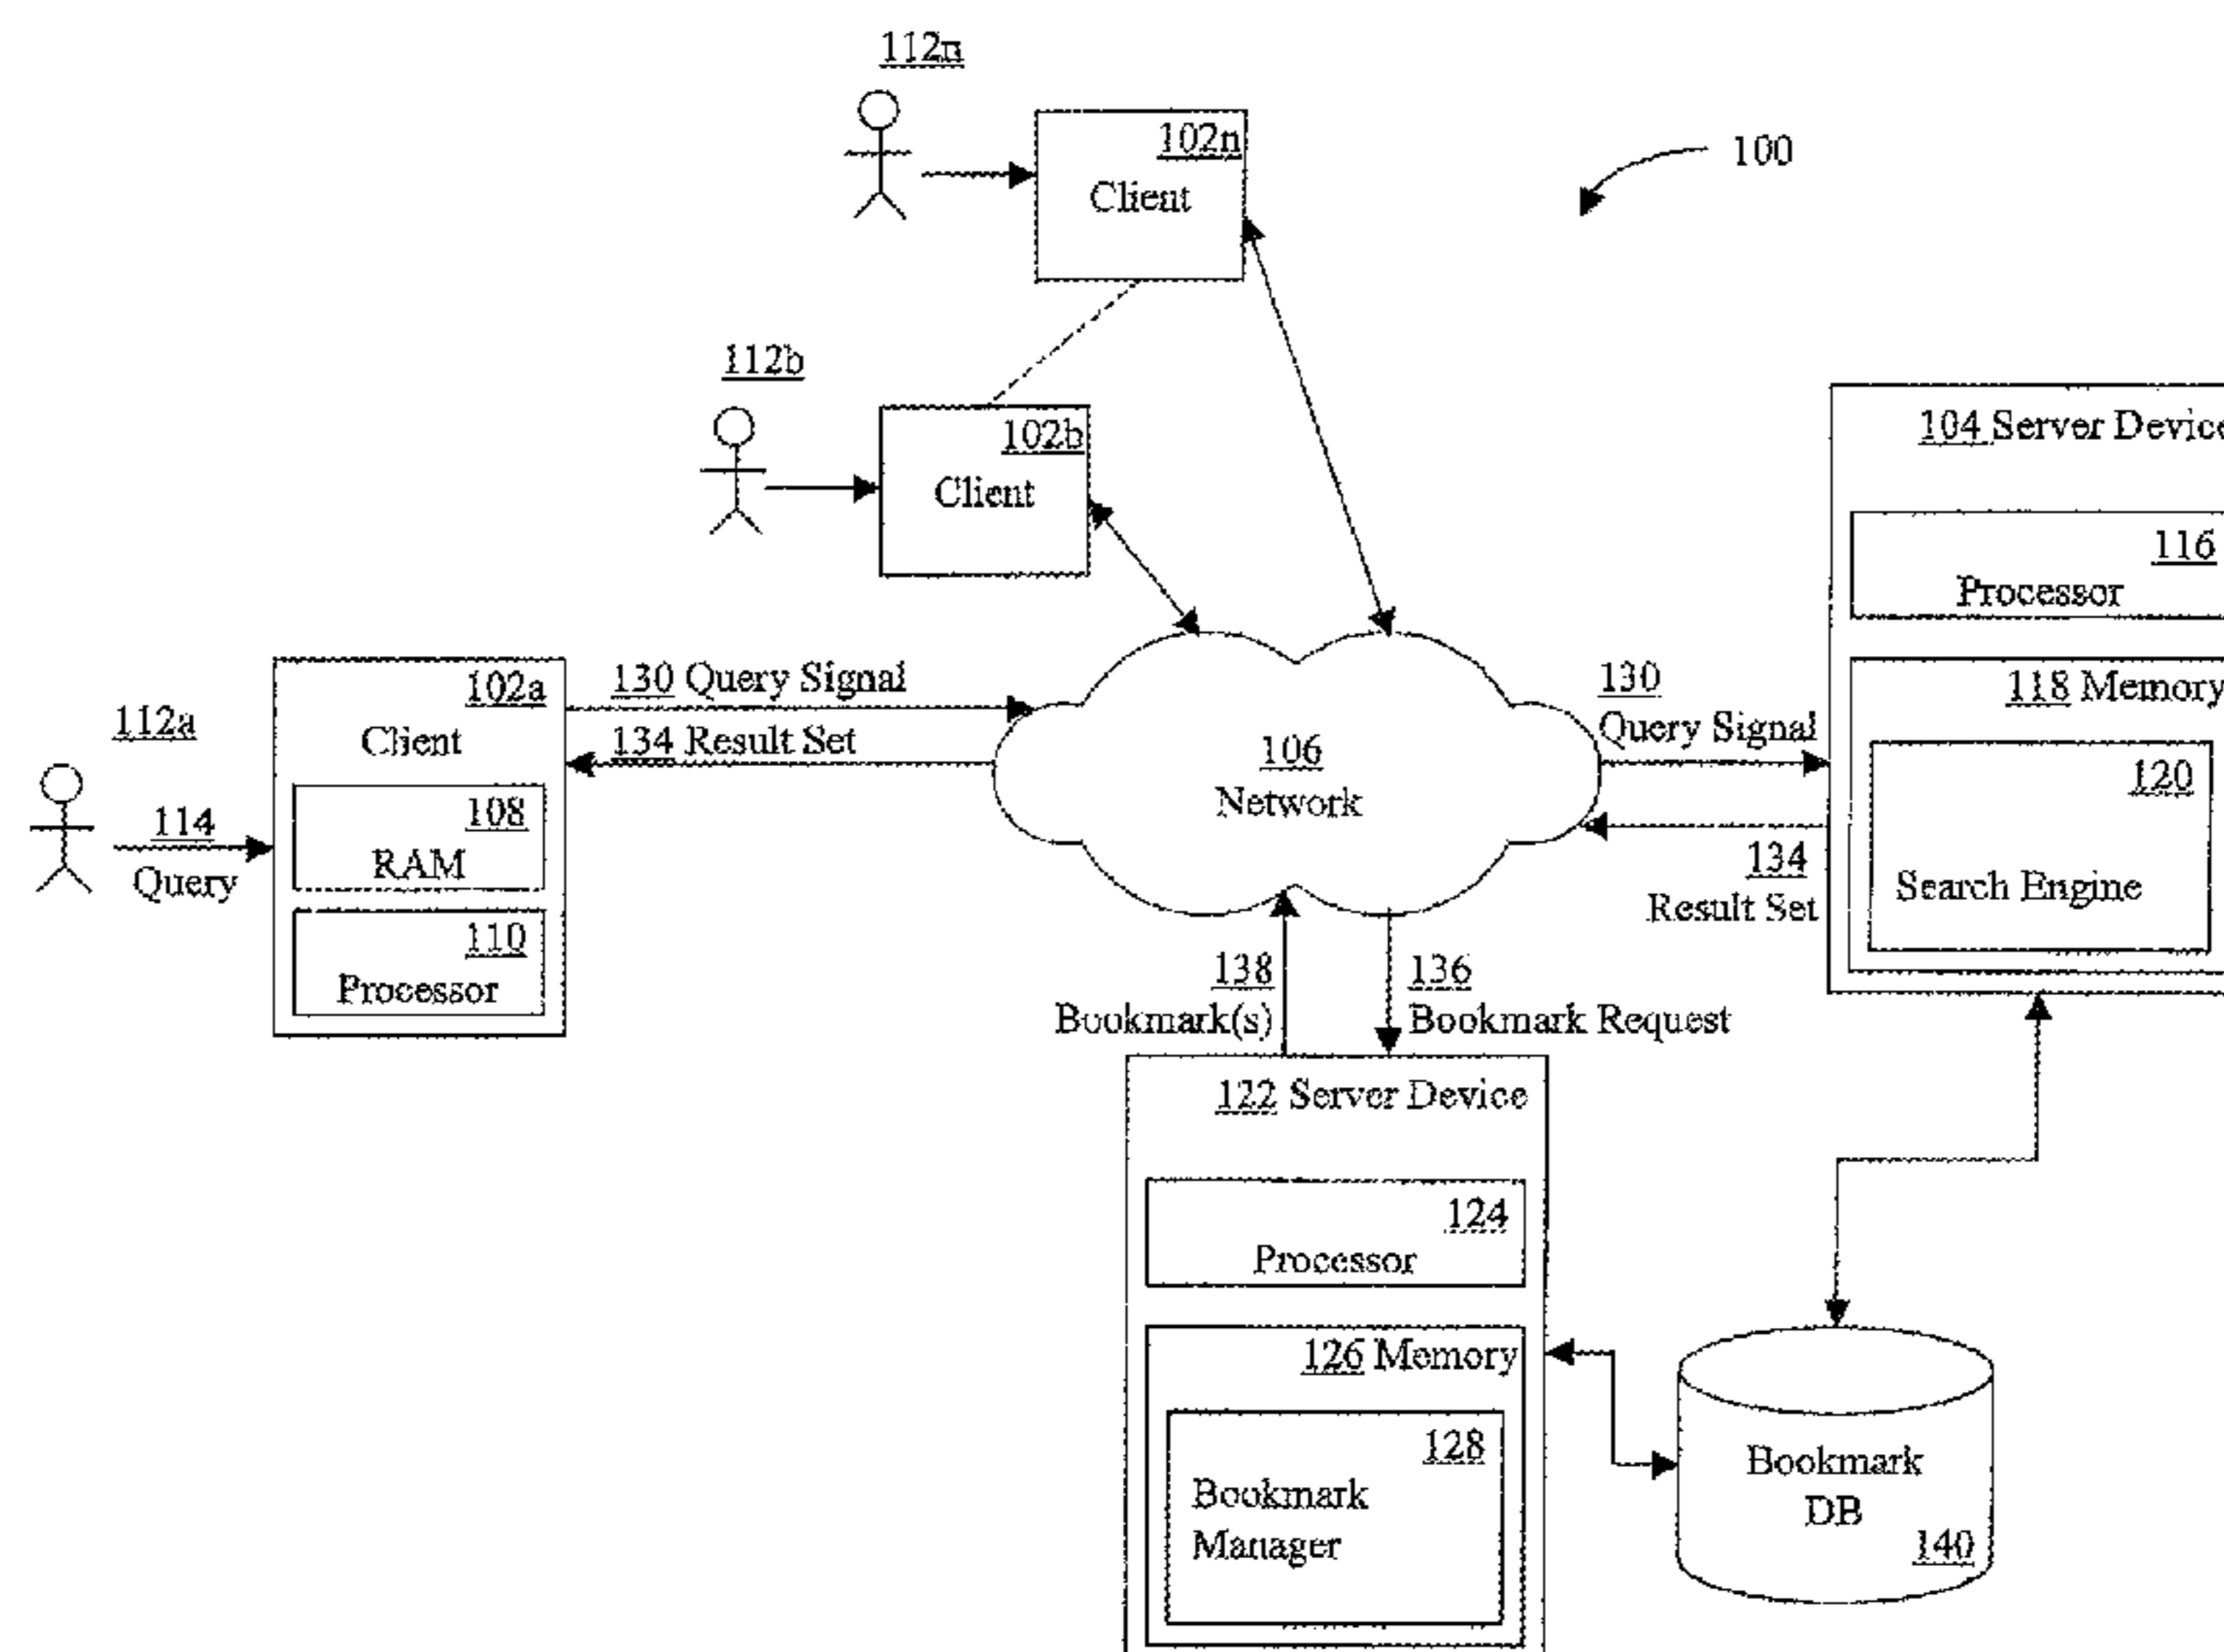 112n
102n
Client
100
112b
102b
Client
104 Server Device
116
Processor
118 Memory
120
Search Engine
112a
102a
Client
108
RAM
110
Processor
114
Query
130 Query Signal
134 Result Set
106
Network
130
Query Signal
134
Result Set
138
Bookmark(s)
136
Bookmark Request
122 Server Device
124
Processor
126 Memory
128
Bookmark
Manager
Bookmark
DB
140